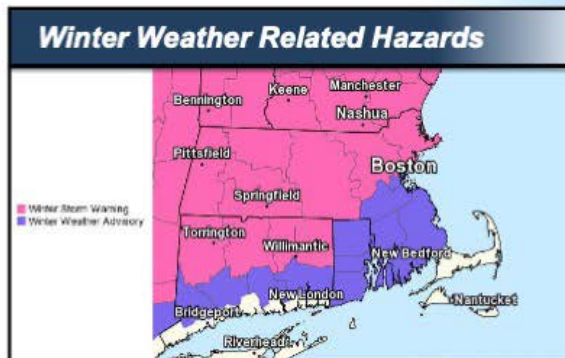 Winter Weather Related Hazards
Bennington
Keene
Manchester
Nashua
Pittsfield
Boston
Springfield
Winter Storm Warning
Winter Weather Advisory
Torrington
Willimantic
New Bedford
New London
Nantucket
Bridgeport
Riverhead